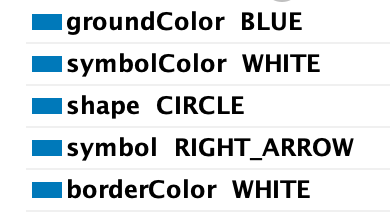 groundColor BLUE
symbolColor WHITE
shape CIRCLE
symbol RIGHT_ARROW
borderColor WHITE